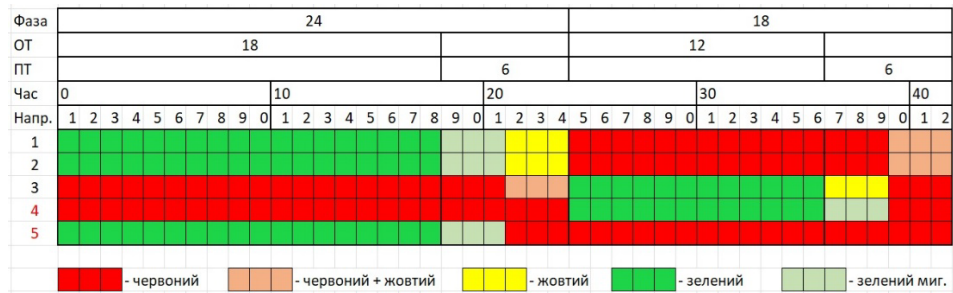 Фаза 24 18
ОТ 18 12
ПТ 6 6
Час 0 10 20 30 40
Напр. 1 2 3 4 5 6 7 8 9 0 1 2 3 4 5 6 7 8 9 0 1 2 3 4 5 6 7 8 9 0 1 2 3 4 5 6 7 8 9 0 1 2
1
2
3
4
5
- червоний - червоний + жовтий - жовтий - зелений - зелений миг.